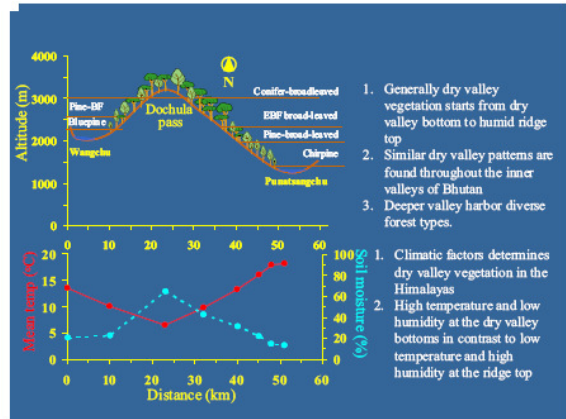 4000
3000
2000
1000
0
Altitude (m)
N
Conifer-broadleaved
Pine-BF
Dochula
pass
EBF broad-leaved
Bluepine
Pine-broad-leaved
Wangchu
Chirpine
Punatsangchu
0 10 20 30 40 50 60
1. Generally dry valley
vegetation starts from dry
valley bottom to humid ridge
top
2. Similar dry valley patterns are
found throughout the inner
valleys of Bhutan
3. Deeper valley harbor diverse
forest types.
20
15
10
5
0
Mean temp (°C)
100
80
60
40
20
0
Soil moisture (%)
0 10 20 30 40 50 60
Distance (km)
1. Climatic factors determines
dry valley vegetation in the
Himalayas
2. High temperature and low
humidity at the dry valley
bottoms in contrast to low
temperature and high
humidity at the ridge top